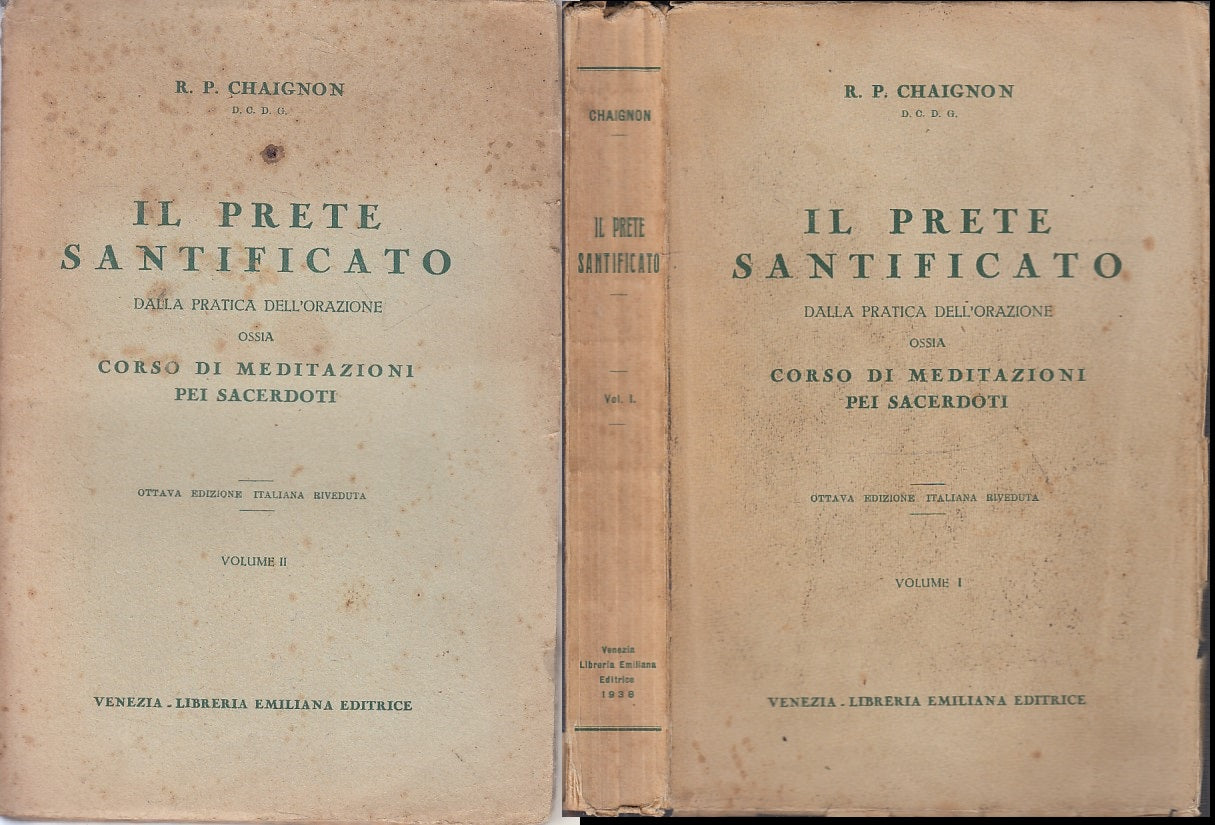 R. P. CHAIGNON
D. C. D. G.
IL PRETE
SANTIFICATO
DALLA PRATICA DELL'ORAZIONE
OSSIA
CORSO DI MEDITAZIONI
PEI SACERDOTI
OTTAVA EDIZIONE ITALIANA RIVEDUTA
VOLUME II
VENEZIA - LIBRERIA EMILIANA EDITRICE
CHAIGNON
IL PRETE
SANTIFICATO
Vol. I.
Venezia
Libreria Emiliana
Editrice
1936
R. P. CHAIGNON
D. C. D. G.
IL PRETE
SANTIFICATO
DALLA PRATICA DELL'ORAZIONE
OSSIA
CORSO DI MEDITAZIONI
PEI SACERDOTI
OTTAVA EDIZIONE ITALIANA RIVEDUTA
VOLUME I
VENEZIA - LIBRERIA EMILIANA EDITRICE